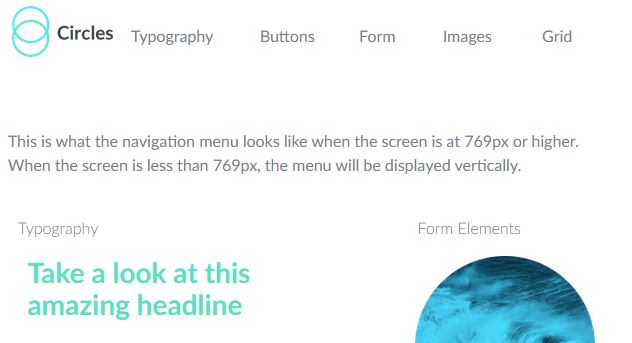 Circles Typography Buttons Form Images Grid
This is what the navigation menu looks like when the screen is at 769px or higher.
When the screen is less than 769px, the menu will be displayed vertically.
Typography Form Elements
Take a look at this
amazing headline